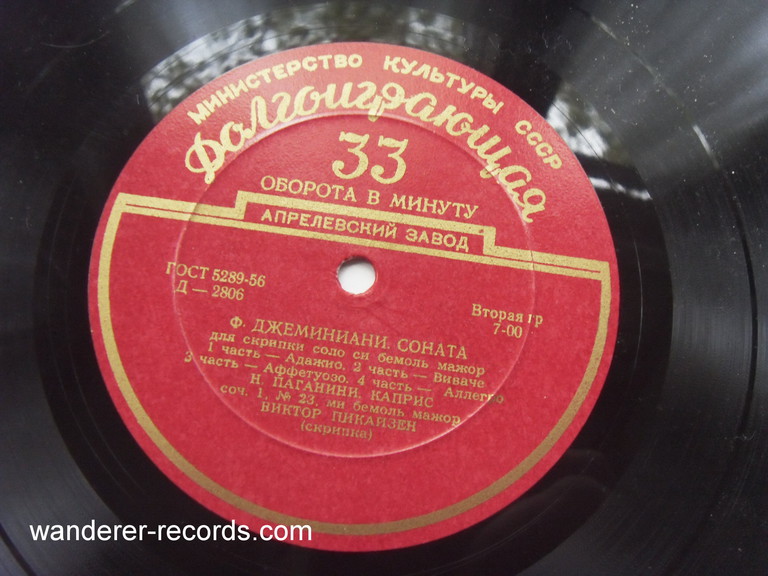 МИНИСТЕРСТВО КУЛЬТУРЫ СССР
Долгоиграющая
33
ОБОРОТА В МИНУТУ
АПРЕЛЕВСКИЙ ЗАВОД
ГОСТ 5289-56
Д — 2806
Вторая гр
7-00
Ф. ДЖЕМИНИАНИ. СОНАТА
для скрипки соло си бемоль мажор
1 часть — Адажио, 2 часть — Виваче
3 часть — Аффетуозо, 4 часть — Аллегро
Н. ПАГАНИНИ. КАПРИС
соч. 1, № 23, ми бемоль мажор
ВИКТОР ПИКАЙЗЕН
(скрипка)
wanderer-records.com